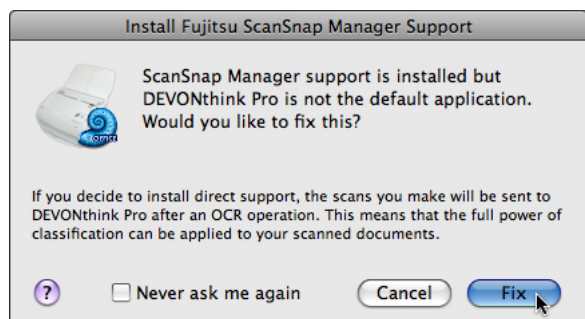 Install Fujitsu ScanSnap Manager Support
ScanSnap Manager support is installed but
DEVONthink Pro is not the default application.
Would you like to fix this?
If you decide to install direct support, the scans you make will be sent to
DEVONthink Pro after an OCR operation. This means that the full power of
classification can be applied to your scanned documents.
? Never ask me again Cancel Fix